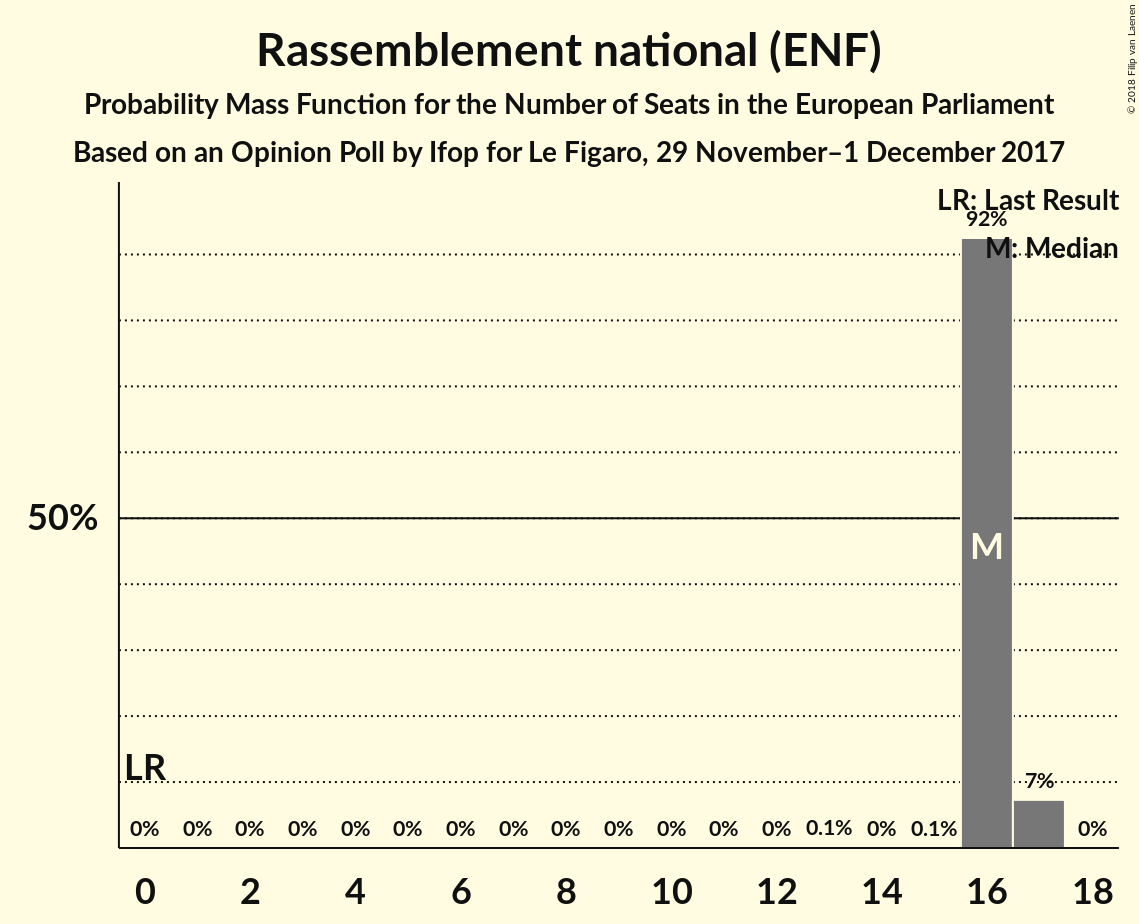 Rassemblement national (ENF)
Probability Mass Function for the Number of Seats in the European Parliament
Based on an Opinion Poll by Ifop for Le Figaro, 29 November–1 December 2017
© 2018 Filip van Laenen
LR: Last Result
M: Median
92%
50%
M
LR
7%
0% 0% 0% 0% 0% 0% 0% 0% 0% 0% 0% 0% 0% 0.1% 0% 0.1% 0%
0 2 4 6 8 10 12 14 16 18